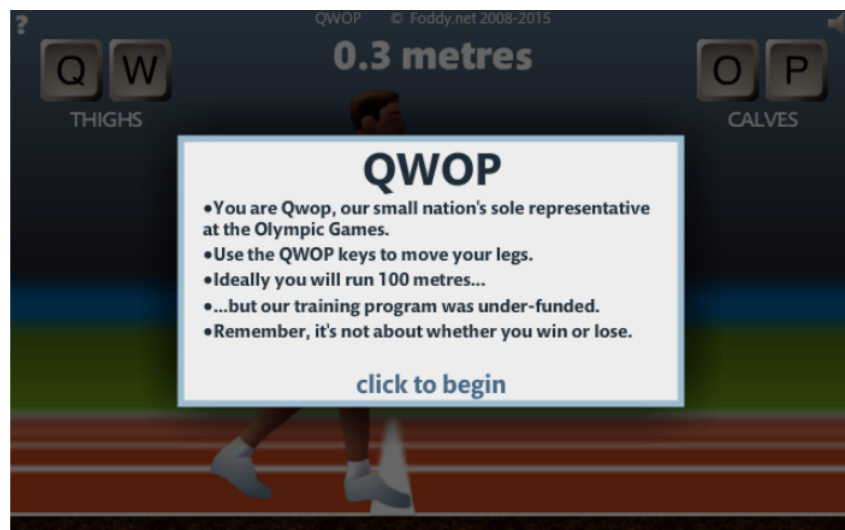 ?
QWOP © Foddy.net 2008-2015
0.3 metres
Q W
THIGHS
O P
CALVES
QWOP
•You are Qwop, our small nation's sole representative
at the Olympic Games.
•Use the QWOP keys to move your legs.
•Ideally you will run 100 metres...
•...but our training program was under-funded.
•Remember, it's not about whether you win or lose.
click to begin